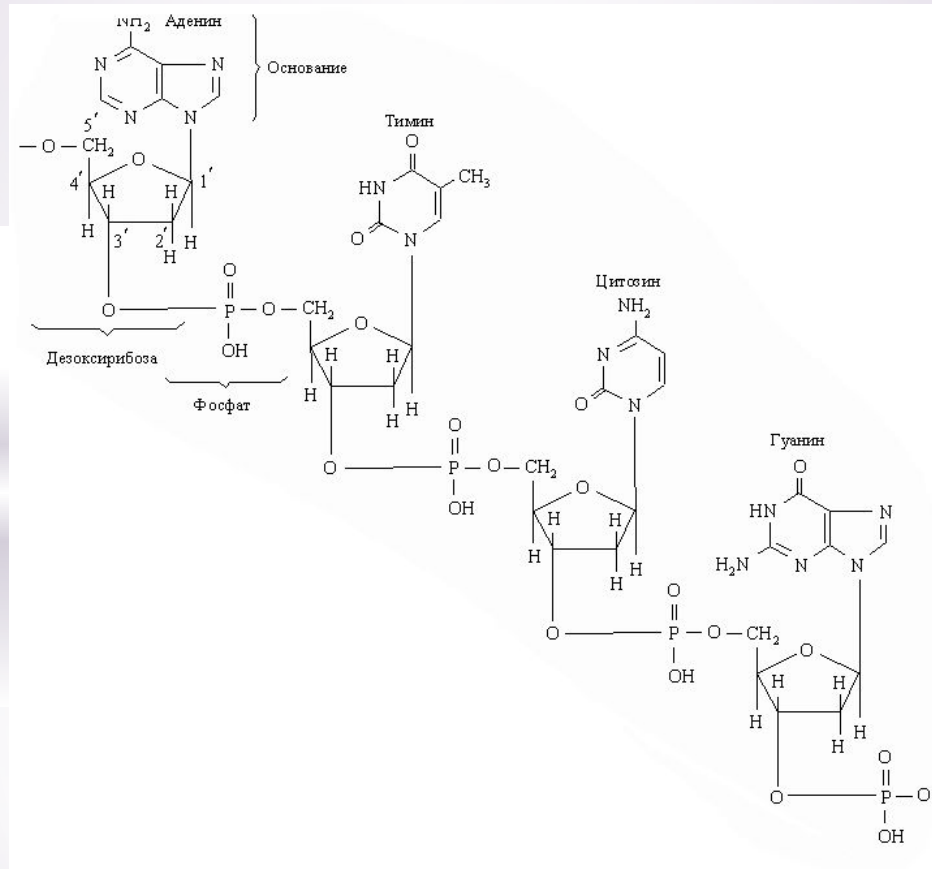 NH2 Аденин
N N
Основание
N N
5′
Тимин
O
— O — CH2 O
4′ H H 1′
HN CH3
H 3′ 2′ H
H
O N
O
Цитозин
NH2
O P — O — CH2
O
OH
Дезоксирибоза
H H
N
Фосфат
H H
H
O N
O
Гуанин
O
O P — O — CH2
O
OH
HN N
H H
H H
H
H2N N N
O
O P — O — CH2
O
OH
H H
H H
H
O
O P — O
OH